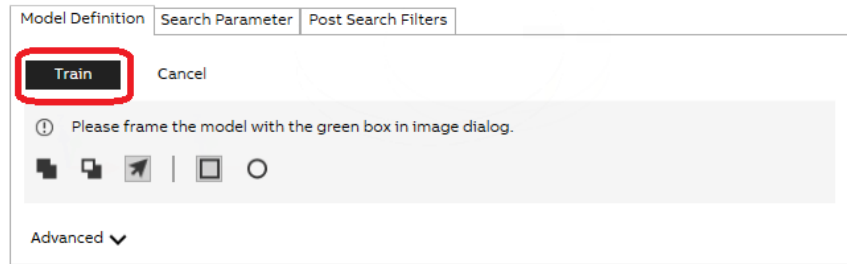 Model Definition Search Parameter Post Search Filters
Train Cancel
Please frame the model with the green box in image dialog.
Advanced